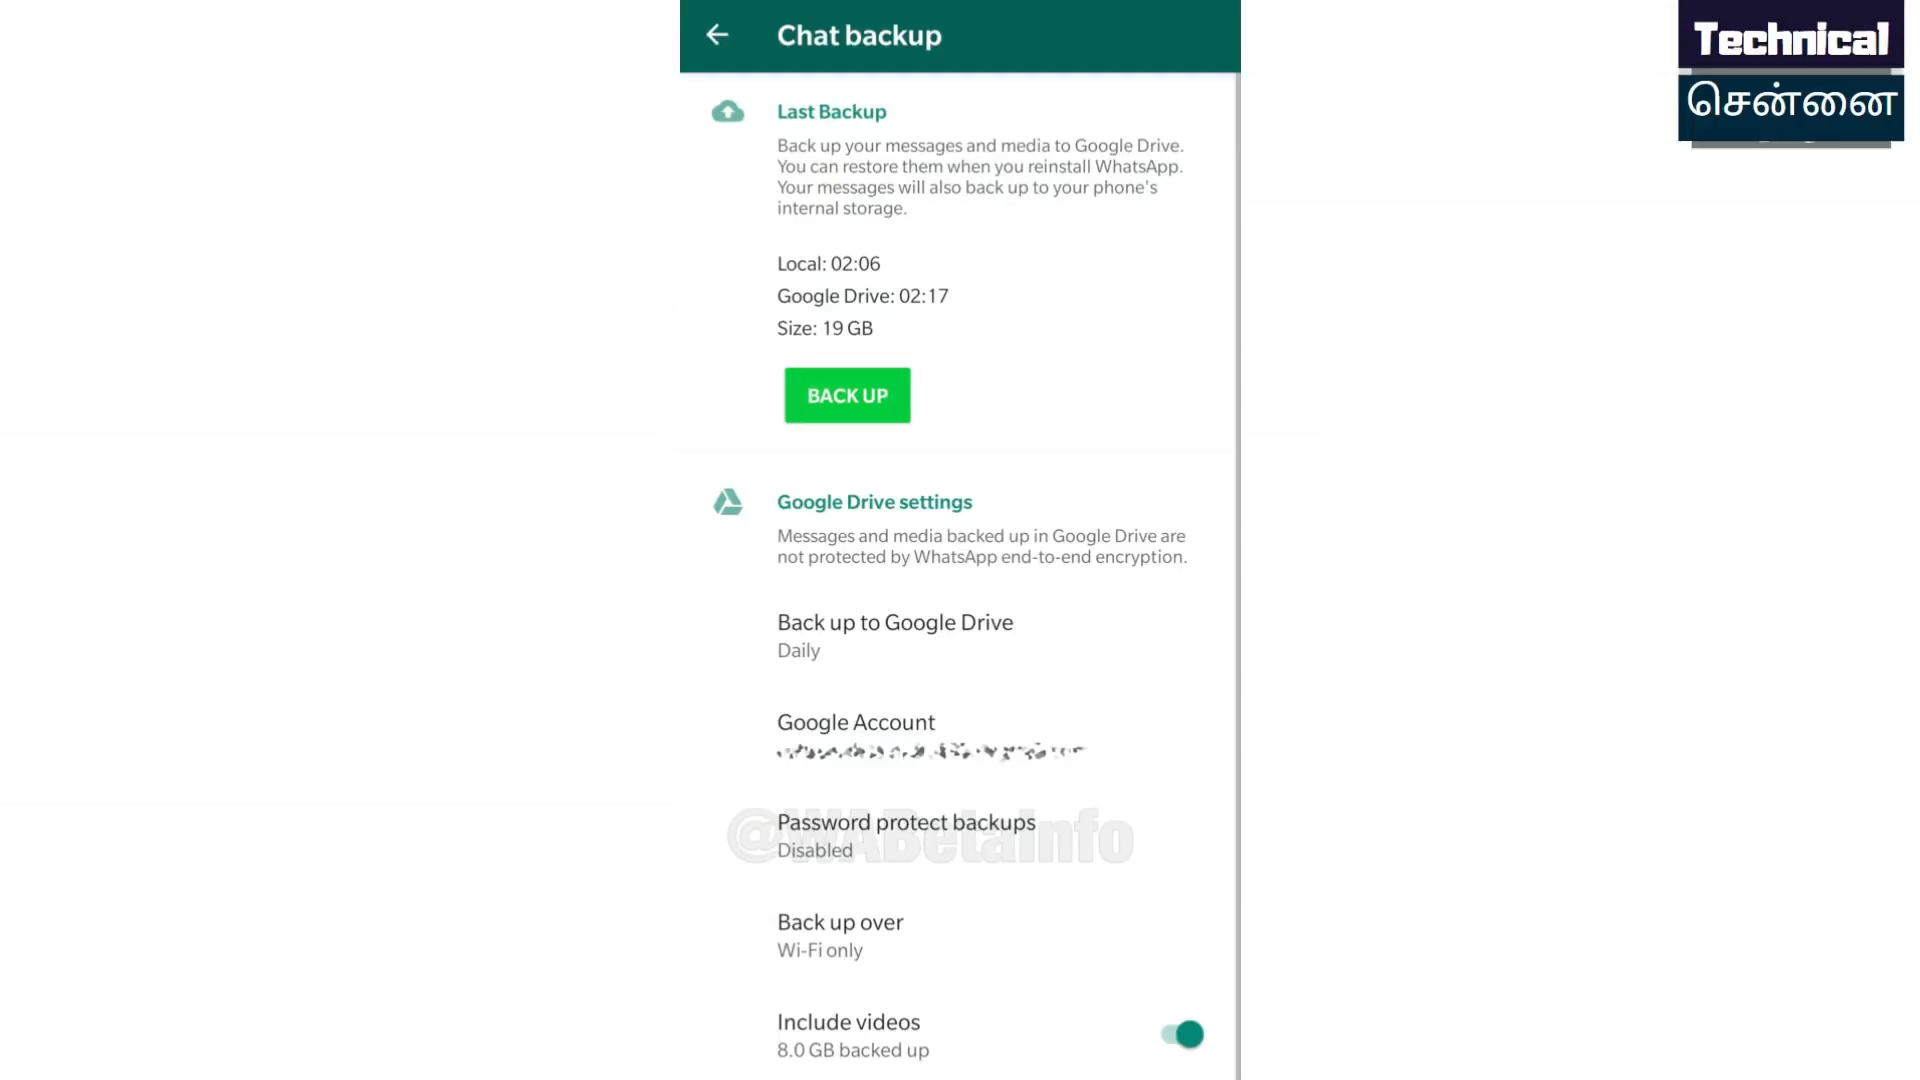 Chat backup
Technical
சென்னை
Last Backup
Back up your messages and media to Google Drive.
You can restore them when you reinstall WhatsApp.
Your messages will also back up to your phone's
internal storage.
Local: 02:06
Google Drive: 02:17
Size: 19 GB
BACK UP
Google Drive settings
Messages and media backed up in Google Drive are
not protected by WhatsApp end-to-end encryption.
Back up to Google Drive
Daily
Google Account
@WABetaInfo
Password protect backups
Disabled
Back up over
Wi-Fi only
Include videos
8.0 GB backed up